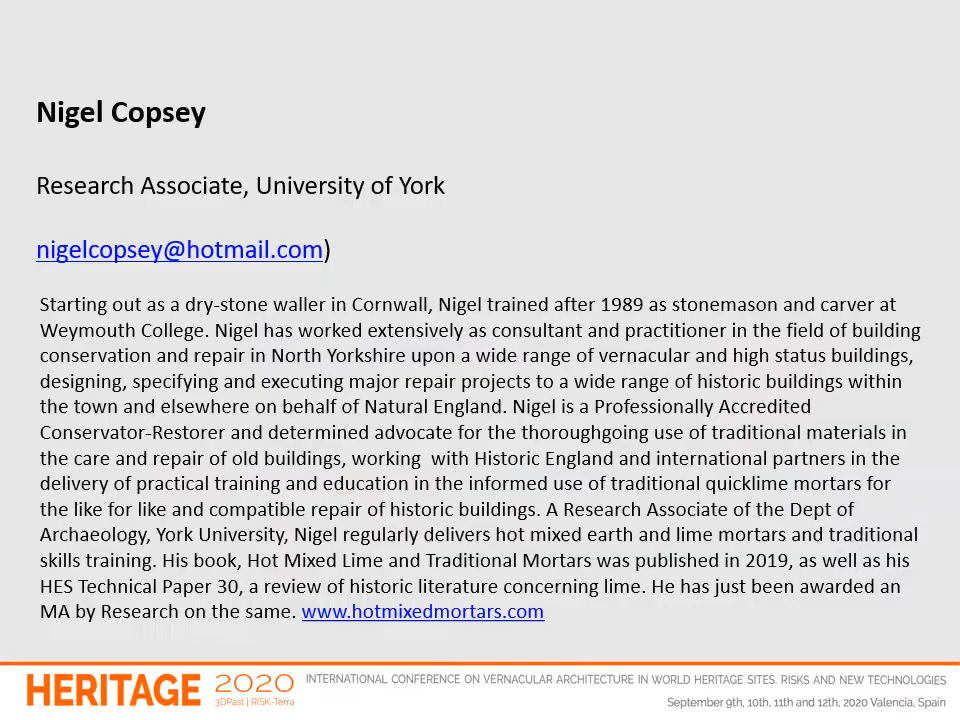 Nigel Copsey
Research Associate, University of York
nigelcopsey@hotmail.com)
Starting out as a dry-stone waller in Cornwall, Nigel trained after 1989 as stonemason and carver at
Weymouth College. Nigel has worked extensively as consultant and practitioner in the field of building
conservation and repair in North Yorkshire upon a wide range of vernacular and high status buildings,
designing, specifying and executing major repair projects to a wide range of historic buildings within
the town and elsewhere on behalf of Natural England. Nigel is a Professionally Accredited
Conservator-Restorer and determined advocate for the thoroughgoing use of traditional materials in
the care and repair of old buildings, working  with Historic England and international partners in the
delivery of practical training and education in the informed use of traditional quicklime mortars for
the like for like and compatible repair of historic buildings. A Research Associate of the Dept of
Archaeology, York University, Nigel regularly delivers hot mixed earth and lime mortars and traditional
skills training. His book, Hot Mixed Lime and Traditional Mortars was published in 2019, as well as his
HES Technical Paper 30, a review of historic literature concerning lime. He has just been awarded an
MA by Research on the same. www.hotmixedmortars.com
HERITAGE 2020
3DPast | RISK-Terra
INTERNATIONAL CONFERENCE ON VERNACULAR ARCHITECTURE IN WORLD HERITAGE SITES. RISKS AND NEW TECHNOLOGIES
September 9th, 10th, 11th and 12th, 2020 Valencia, Spain